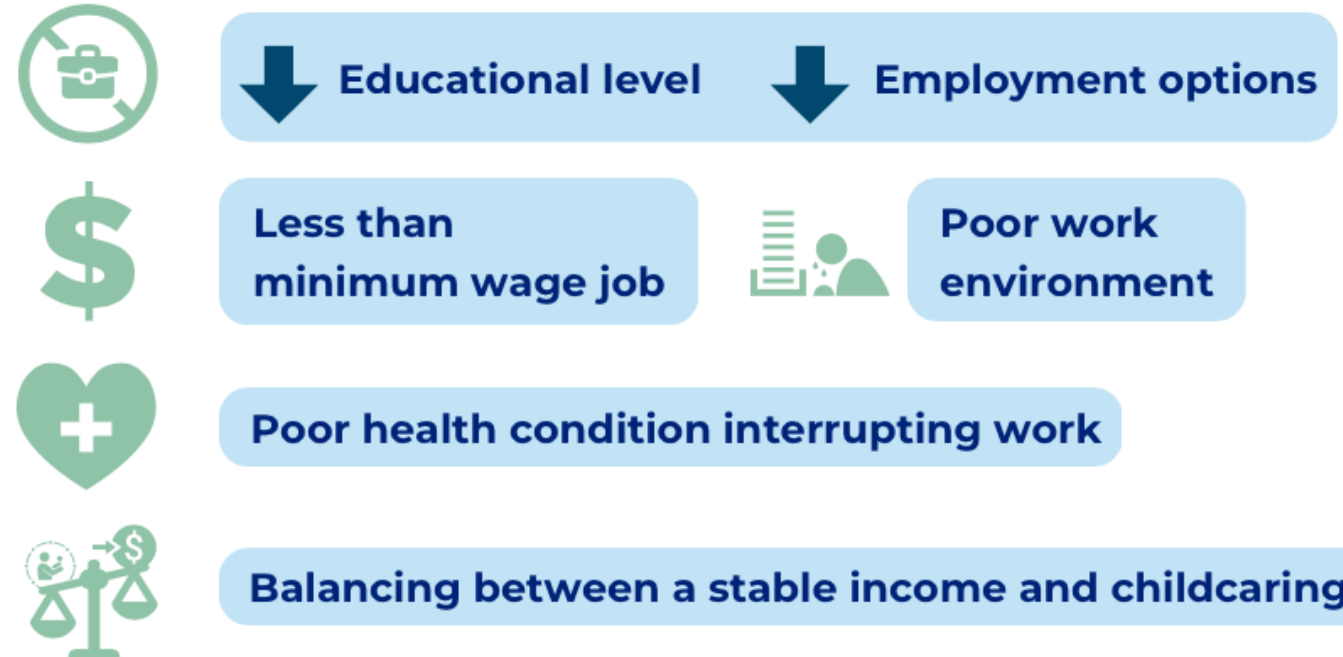 Educational level
Employment options
Less than
minimum wage job
Poor work
environment
Poor health condition interrupting work
Balancing between a stable income and childcaring